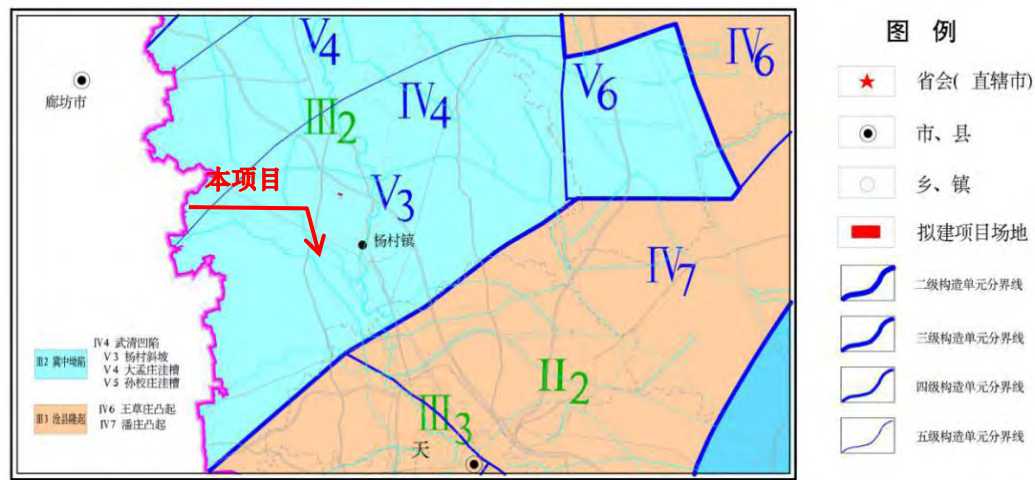 V4
IV6
V6
IV4
III2
廊坊市
本项目
V3
杨村镇
IV7
II2
III3
天
IV4 武清凹陷
III2 冀中坳陷
V3 杨村斜坡
V4 大孟庄洼槽
V5 孙校庄洼槽
III3 沧县隆起
IV6 王草庄凸起
IV7 潘庄凸起
图 例
省会( 直辖市)
市、县
乡、镇
拟建项目场地
二级构造单元分界线
三级构造单元分界线
四级构造单元分界线
五级构造单元分界线